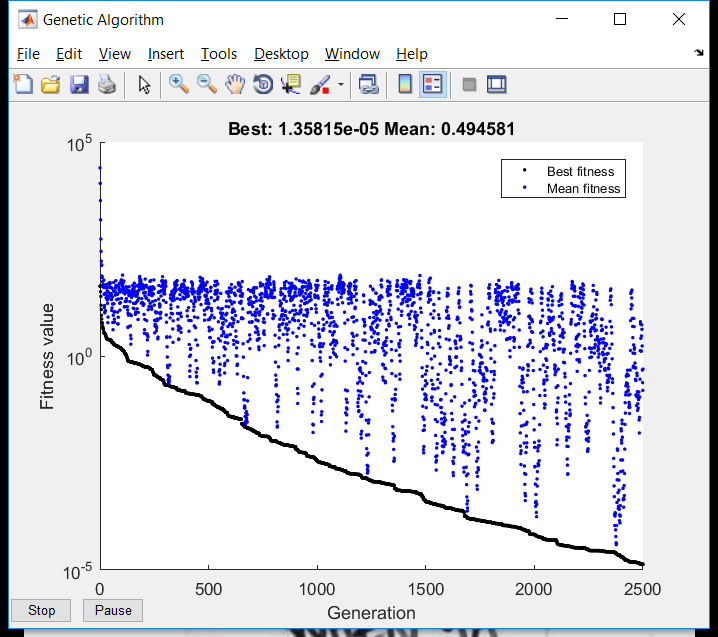 Genetic Algorithm
File Edit View Insert Tools Desktop Window Help
Best: 1.35815e-05 Mean: 0.494581
10^5
Best fitness
Mean fitness
Fitness value
10^0
10^-5
0 500 1000 1500 2000 2500
Generation
Stop Pause